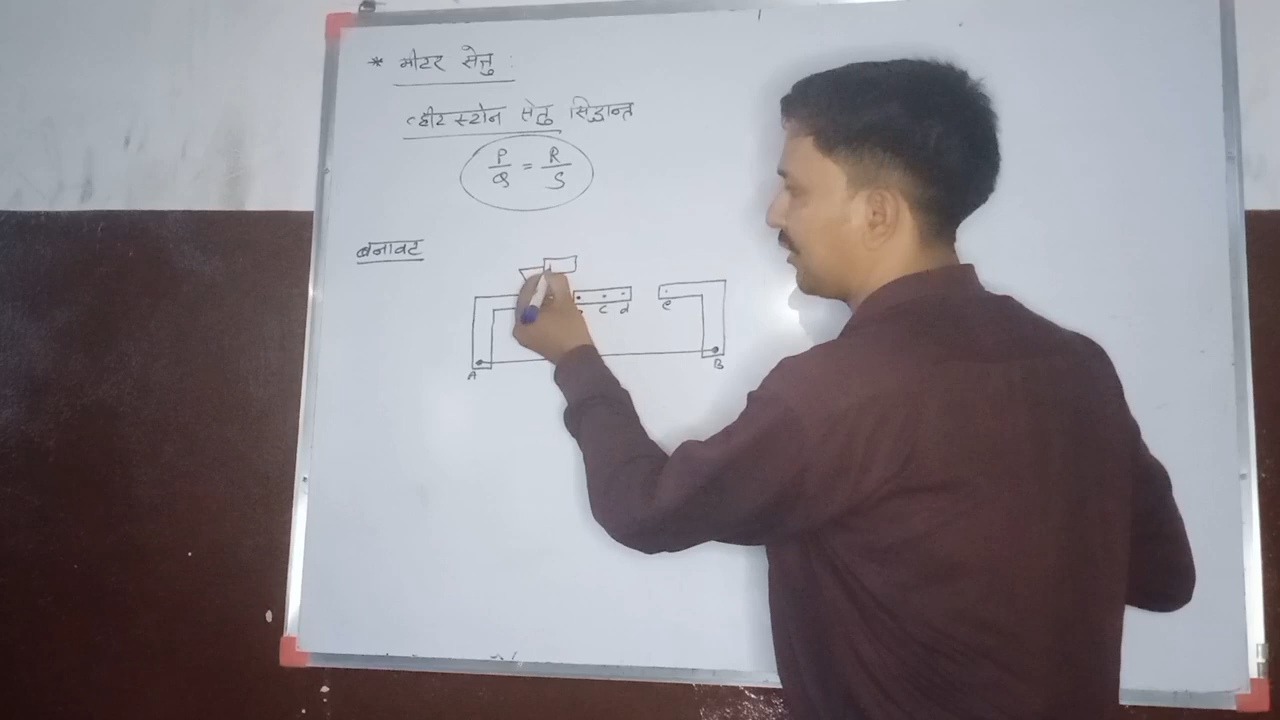 * मीटर सेतु :
व्हीटस्टोन सेतु सिद्धान्त
P/Q = R/S
बनावट
c d e
A B